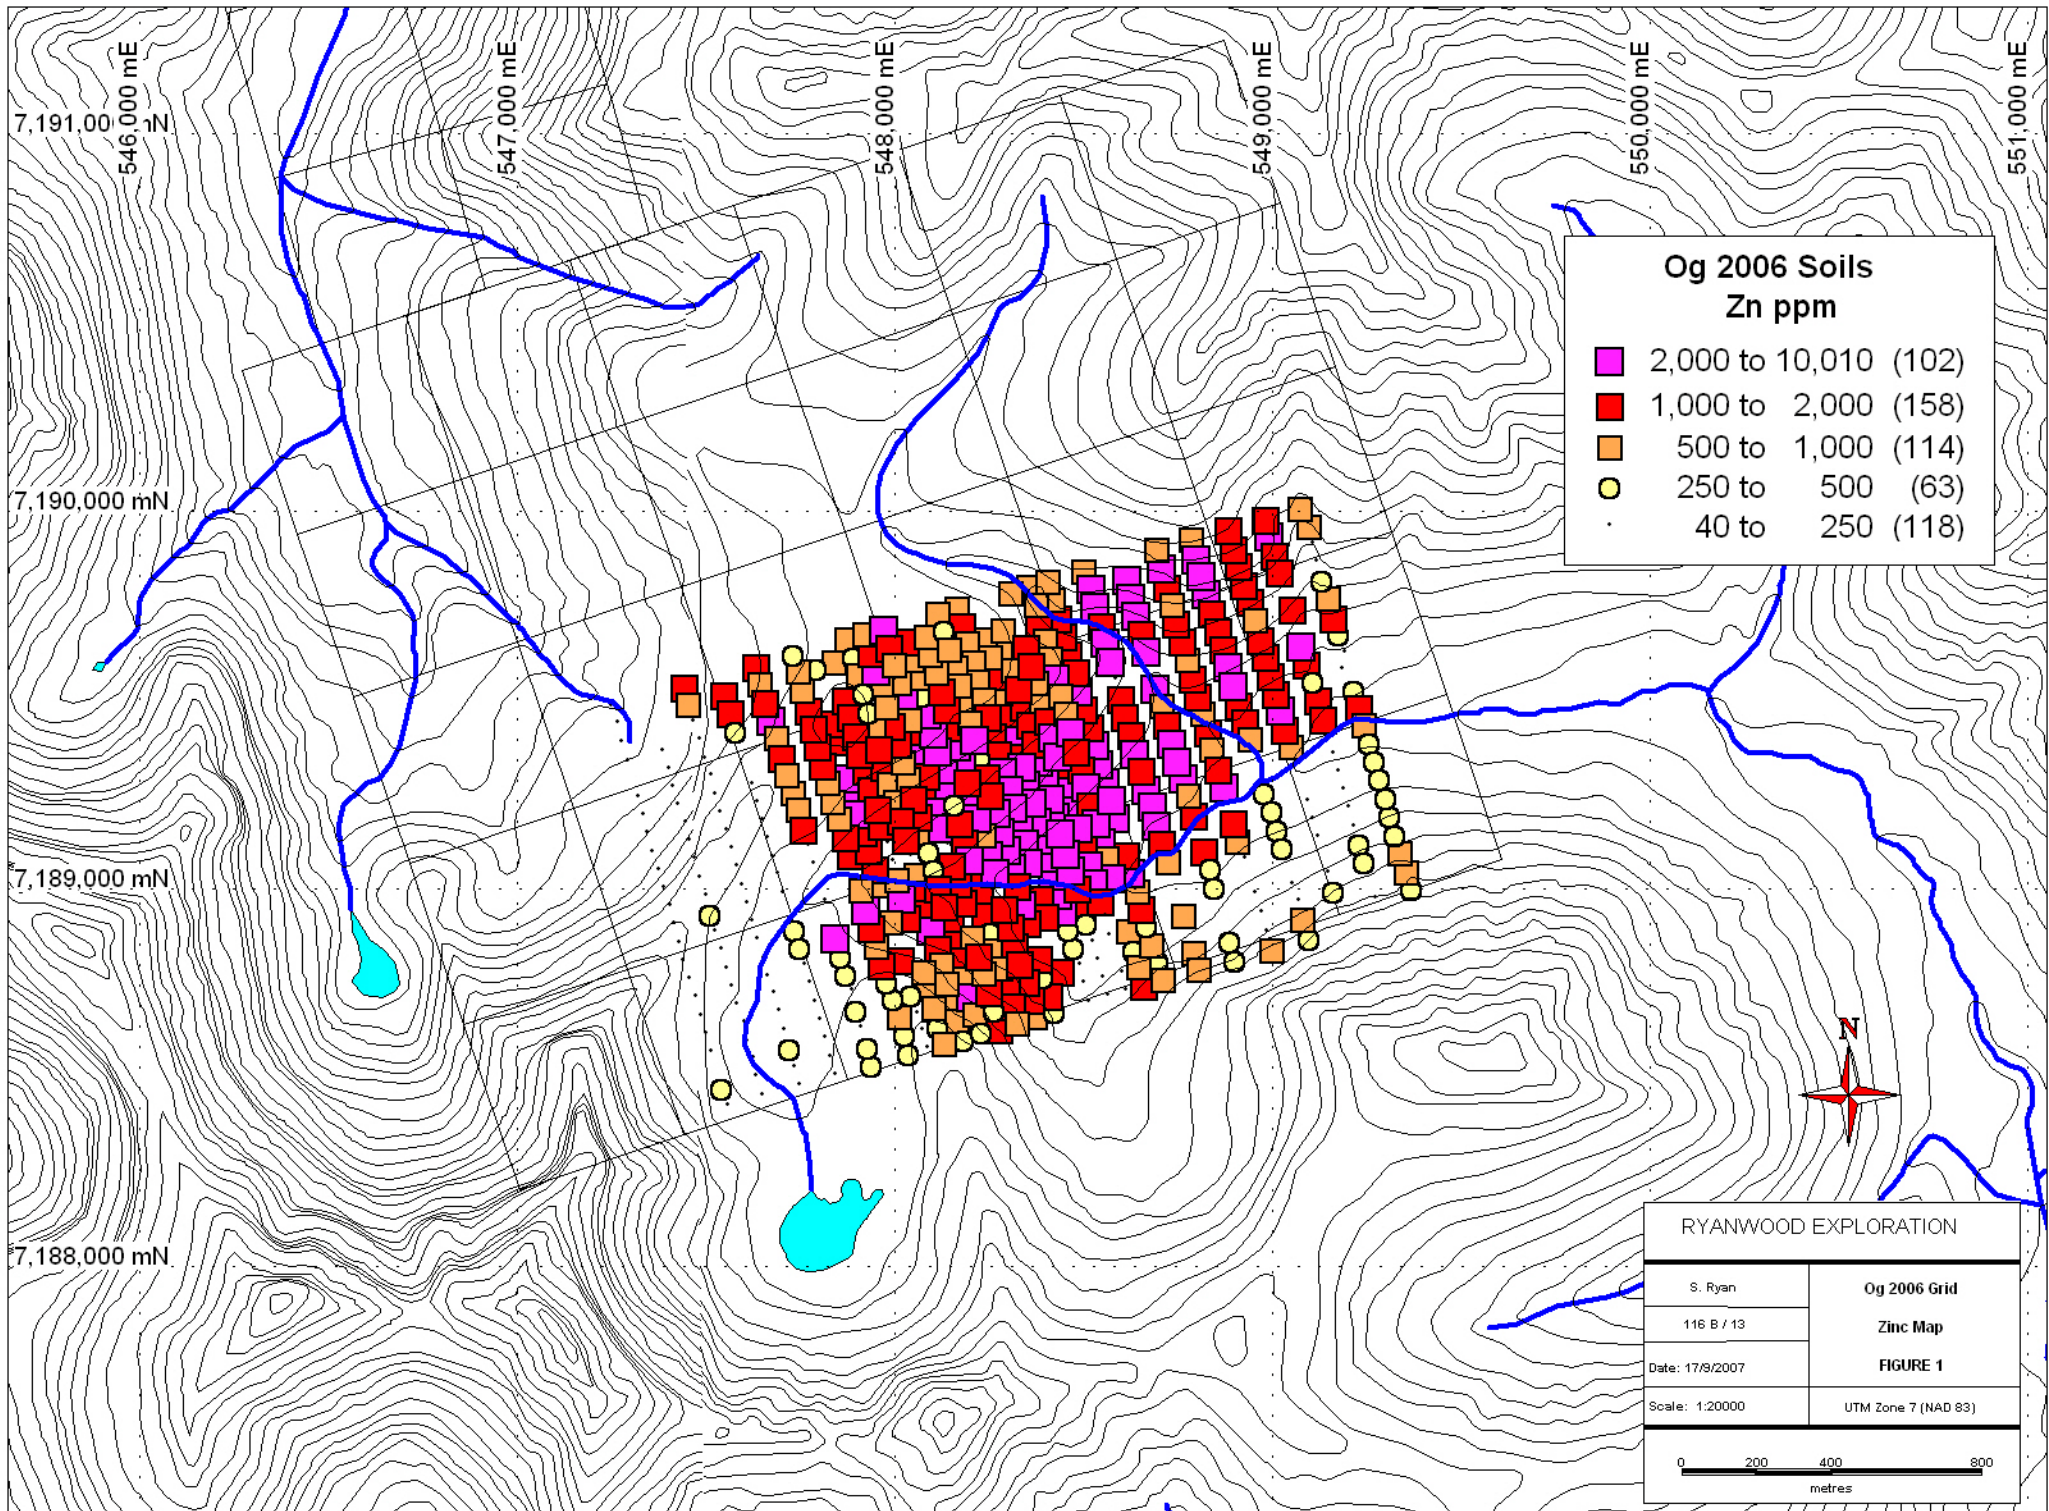 546,000 mE
547,000 mE
548,000 mE
549,000 mE
550,000 mE
551,000 mE
7,191,000 mN
7,190,000 mN
7,189,000 mN
7,188,000 mN
Og 2006 Soils
Zn ppm
2,000 to 10,010 (102)
1,000 to 2,000 (158)
500 to 1,000 (114)
250 to 500 (63)
40 to 250 (118)
N
RYANWOOD EXPLORATION
S. Ryan
116 B / 13
Date: 17/9/2007
Scale: 1:20000
Og 2006 Grid
Zinc Map
FIGURE 1
UTM Zone 7 (NAD 83)
0 200 400 800
metres